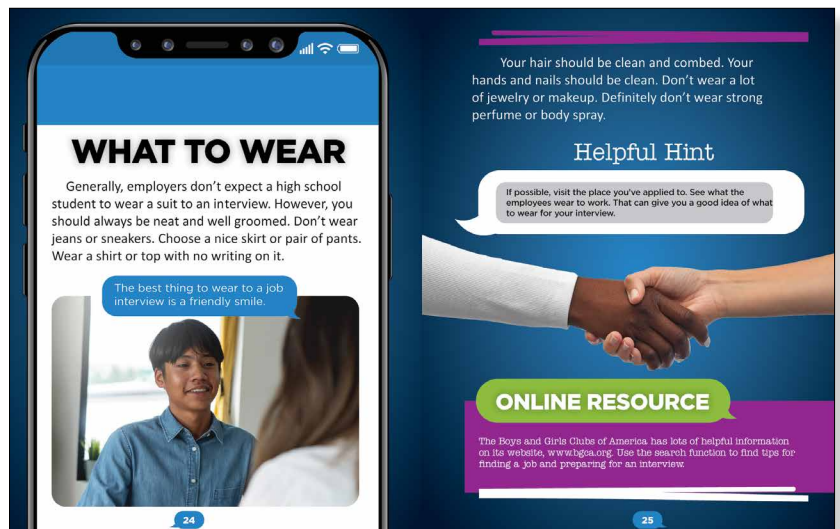 WHAT TO WEAR
Generally, employers don't expect a high school
student to wear a suit to an interview. However, you
should always be neat and well groomed. Don't wear
jeans or sneakers. Choose a nice skirt or pair of pants.
Wear a shirt or top with no writing on it.
The best thing to wear to a job
interview is a friendly smile.
24
Your hair should be clean and combed. Your
hands and nails should be clean. Don't wear a lot
of jewelry or makeup. Definitely don't wear strong
perfume or body spray.
Helpful Hint
If possible, visit the place you've applied to. See what the
employees wear to work. That can give you a good idea of what
to wear for your interview.
ONLINE RESOURCE
The Boys and Girls Clubs of America has lots of helpful information
on its website, www.bgca.org. Use the search function to find tips for
finding a job and preparing for an interview.
25